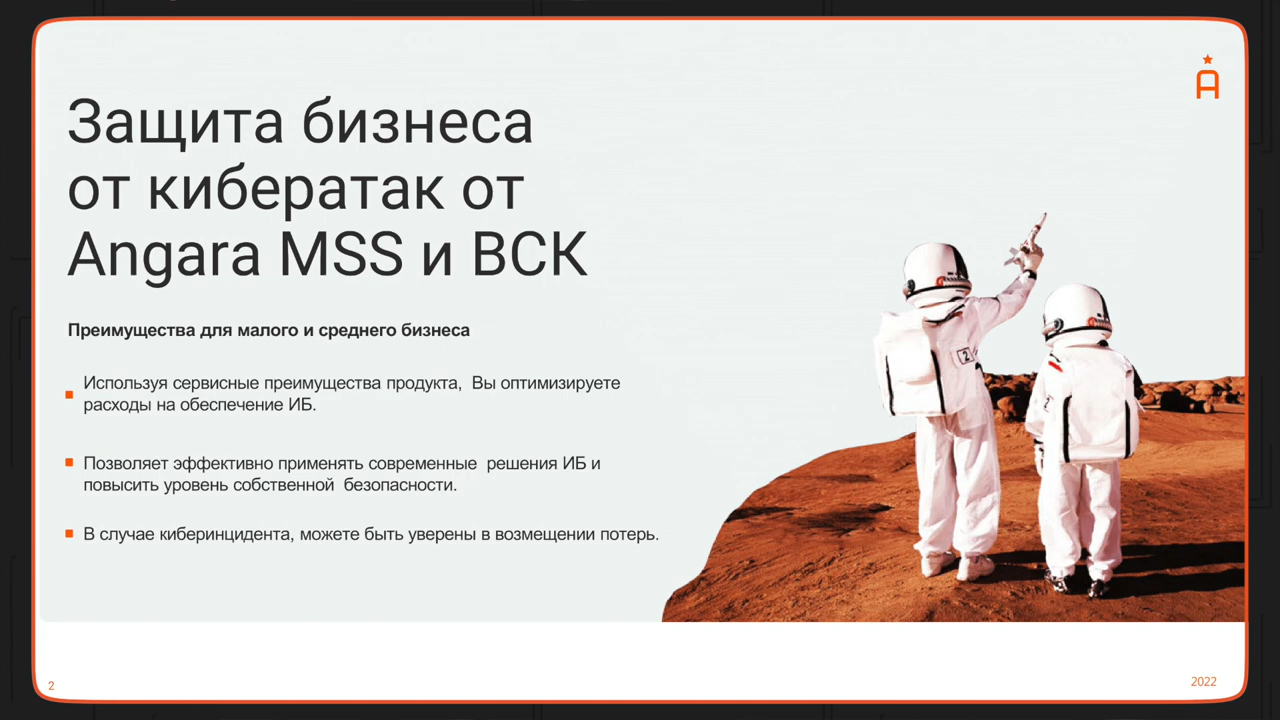 Защита бизнеса
от кибератак от
Angara MSS и ВСК
Преимущества для малого и среднего бизнеса
Используя сервисные преимущества продукта, Вы оптимизируете
расходы на обеспечение ИБ.
Позволяет эффективно применять современные решения ИБ и
повысить уровень собственной безопасности.
В случае киберинцидента, можете быть уверены в возмещении потерь.
2
2
2
2022